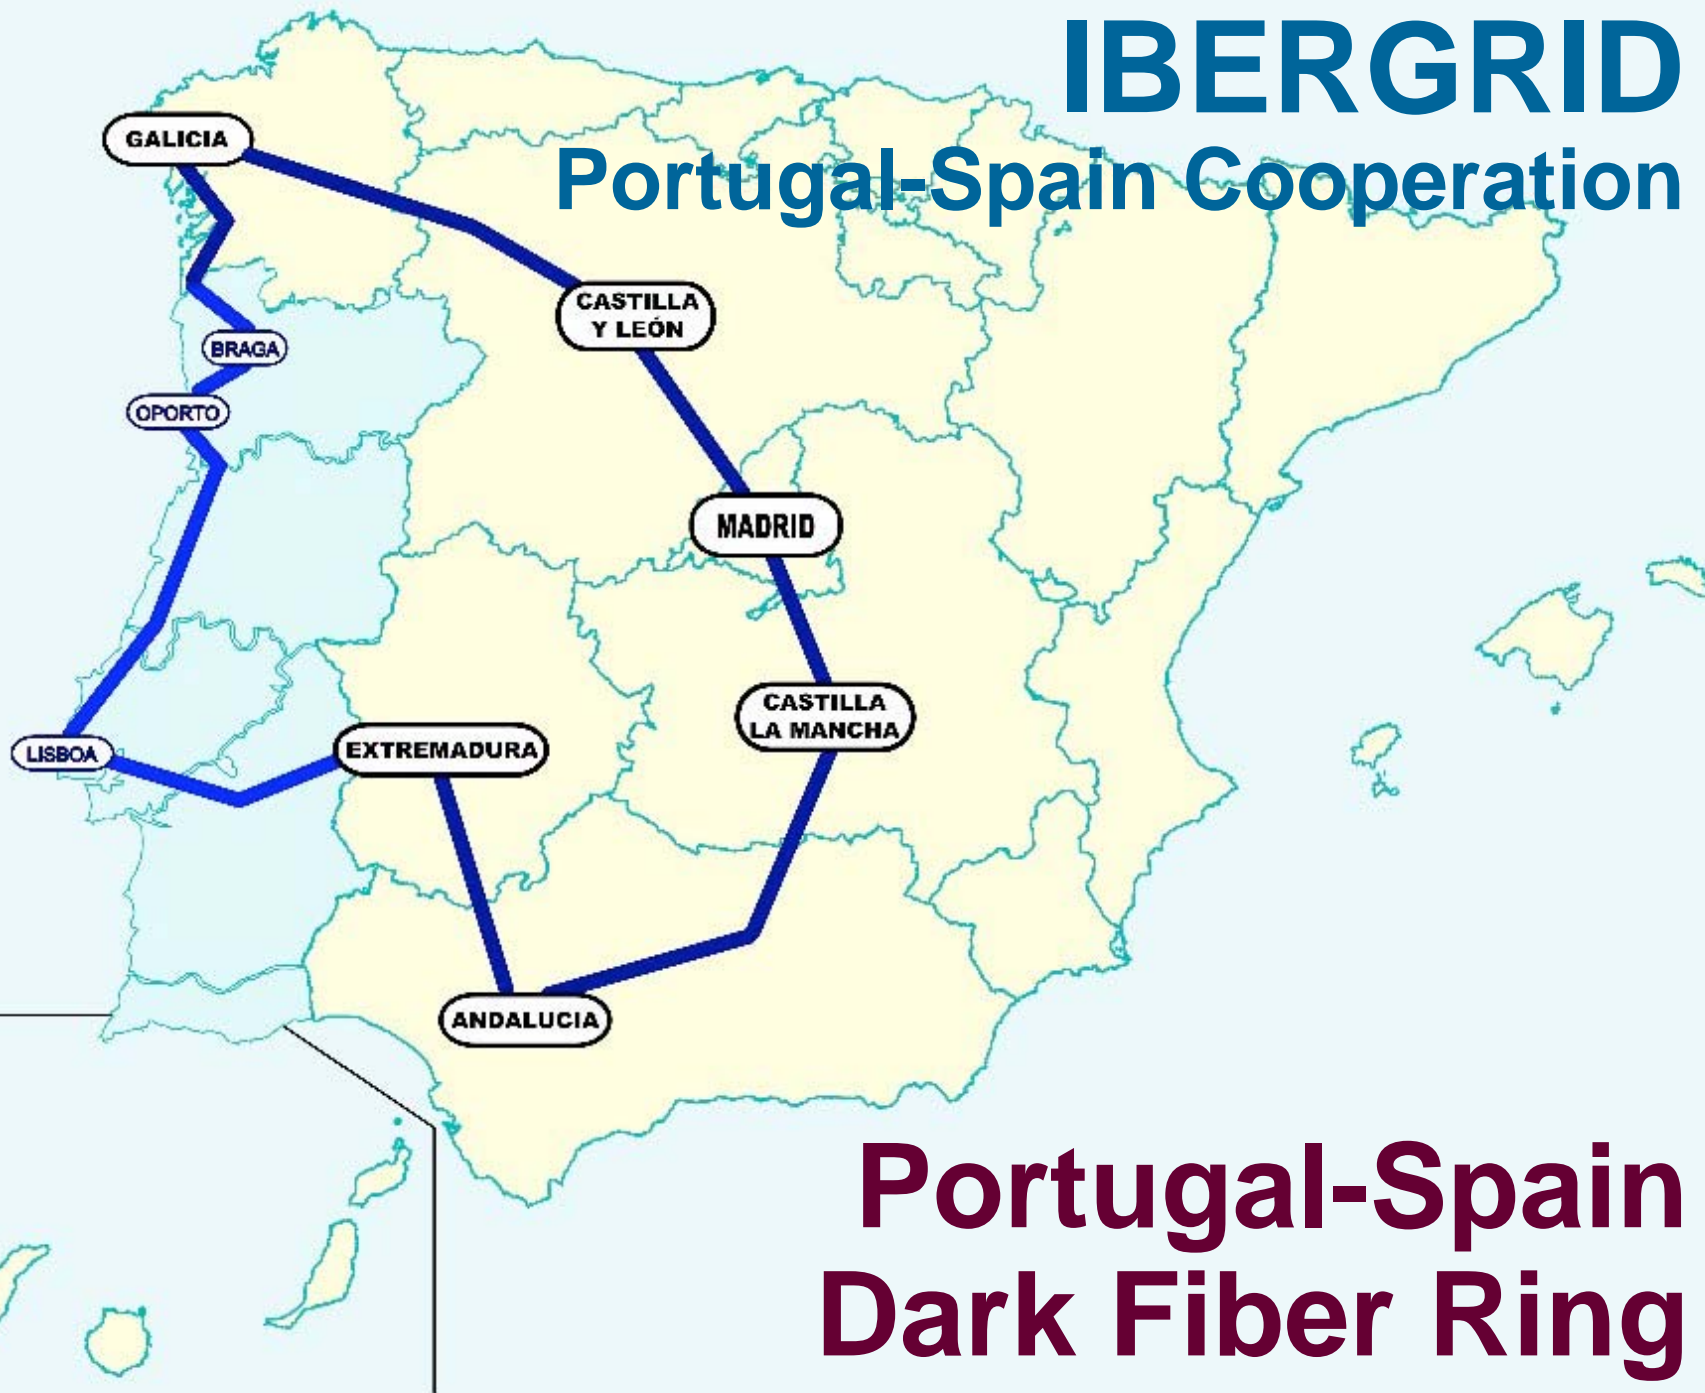 IBERGRID
Portugal-Spain Cooperation
GALICIA
CASTILLA
Y LEÓN
BRAGA
OPORTO
MADRID
CASTILLA
LA MANCHA
LISBOA
EXTREMADURA
ANDALUCIA
Portugal-Spain
Dark Fiber Ring